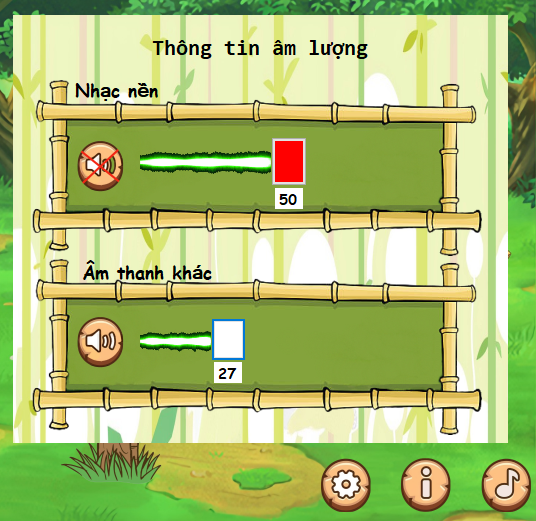 Thông tin âm lượng
Nhạc nền
50
Âm thanh khác
27